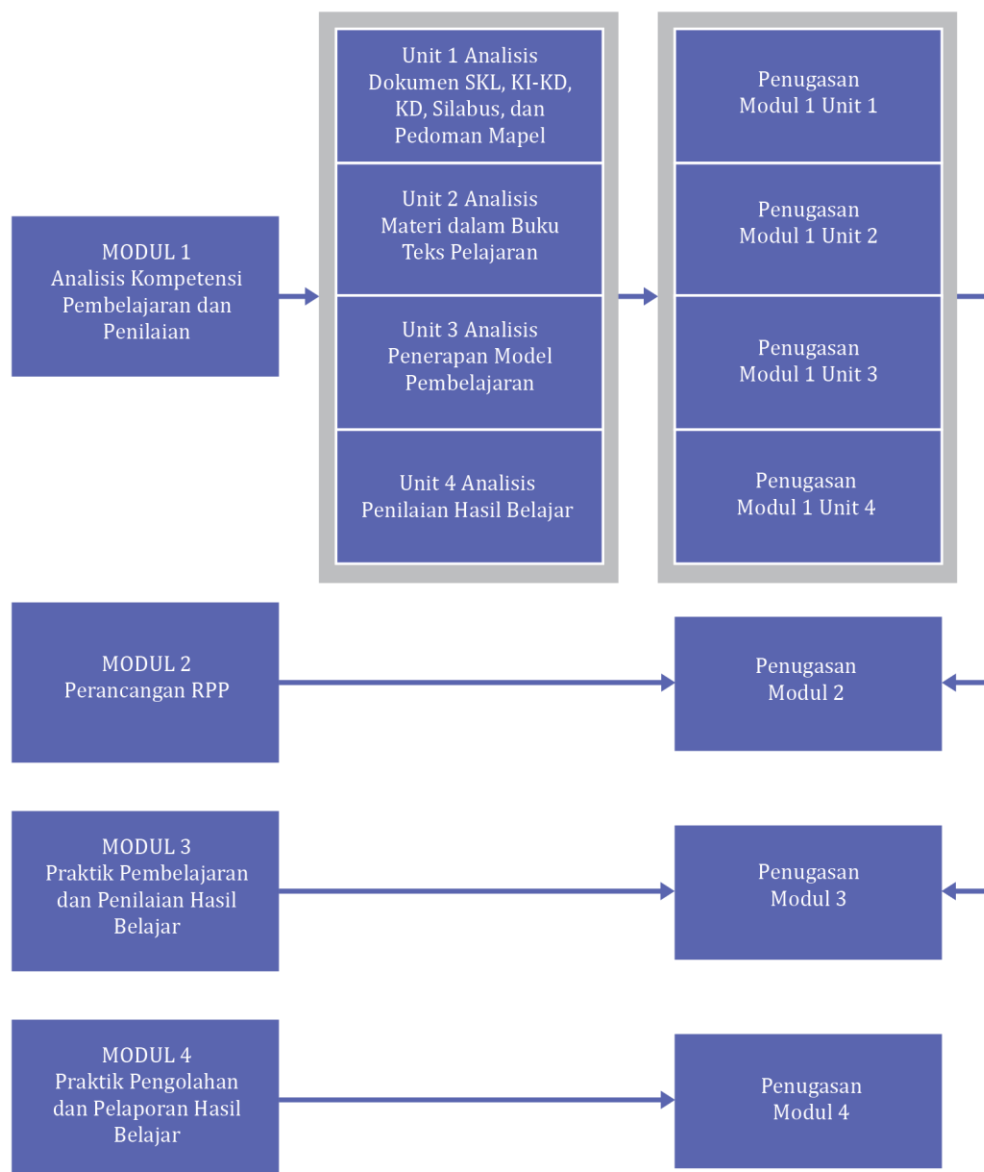 MODUL 1
Analisis Kompetensi
Pembelajaran dan
Penilaian
Unit 1 Analisis
Dokumen SKL, KI-KD,
KD, Silabus, dan
Pedoman Mapel
Unit 2 Analisis
Materi dalam Buku
Teks Pelajaran
Unit 3 Analisis
Penerapan Model
Pembelajaran
Unit 4 Analisis
Penilaian Hasil Belajar
Penugasan
Modul 1 Unit 1
Penugasan
Modul 1 Unit 2
Penugasan
Modul 1 Unit 3
Penugasan
Modul 1 Unit 4
MODUL 2
Perancangan RPP
Penugasan
Modul 2
MODUL 3
Praktik Pembelajaran
dan Penilaian Hasil
Belajar
Penugasan
Modul 3
MODUL 4
Praktik Pengolahan
dan Pelaporan Hasil
Belajar
Penugasan
Modul 4